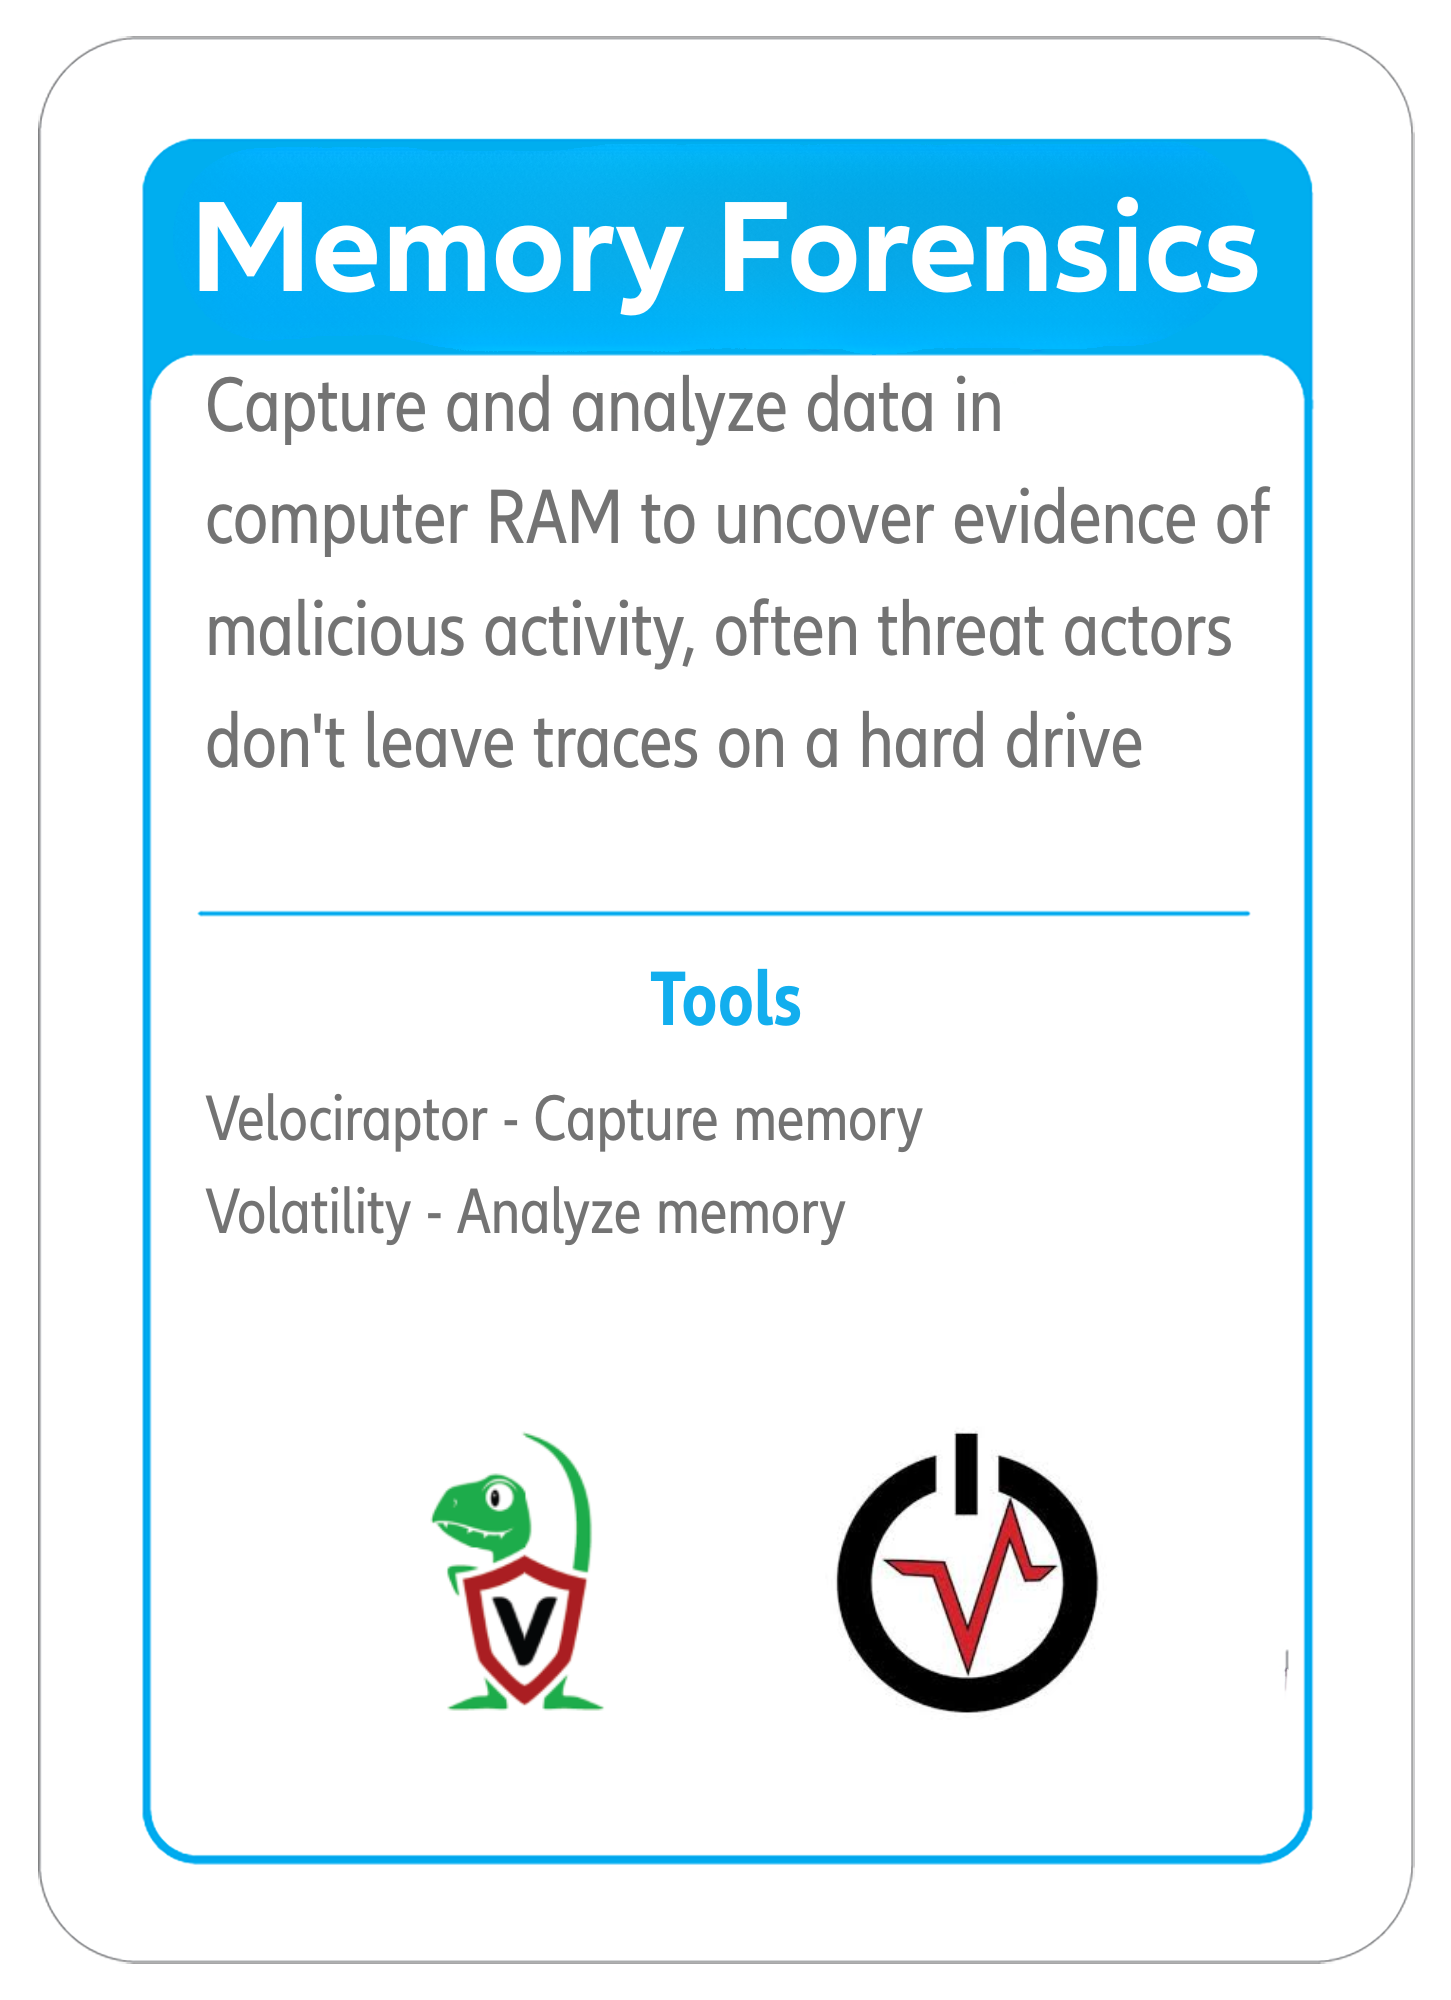 Memory Forensics
Capture and analyze data in
computer RAM to uncover evidence of
malicious activity, often threat actors
don't leave traces on a hard drive
Tools
Velociraptor - Capture memory
Volatility - Analyze memory
V